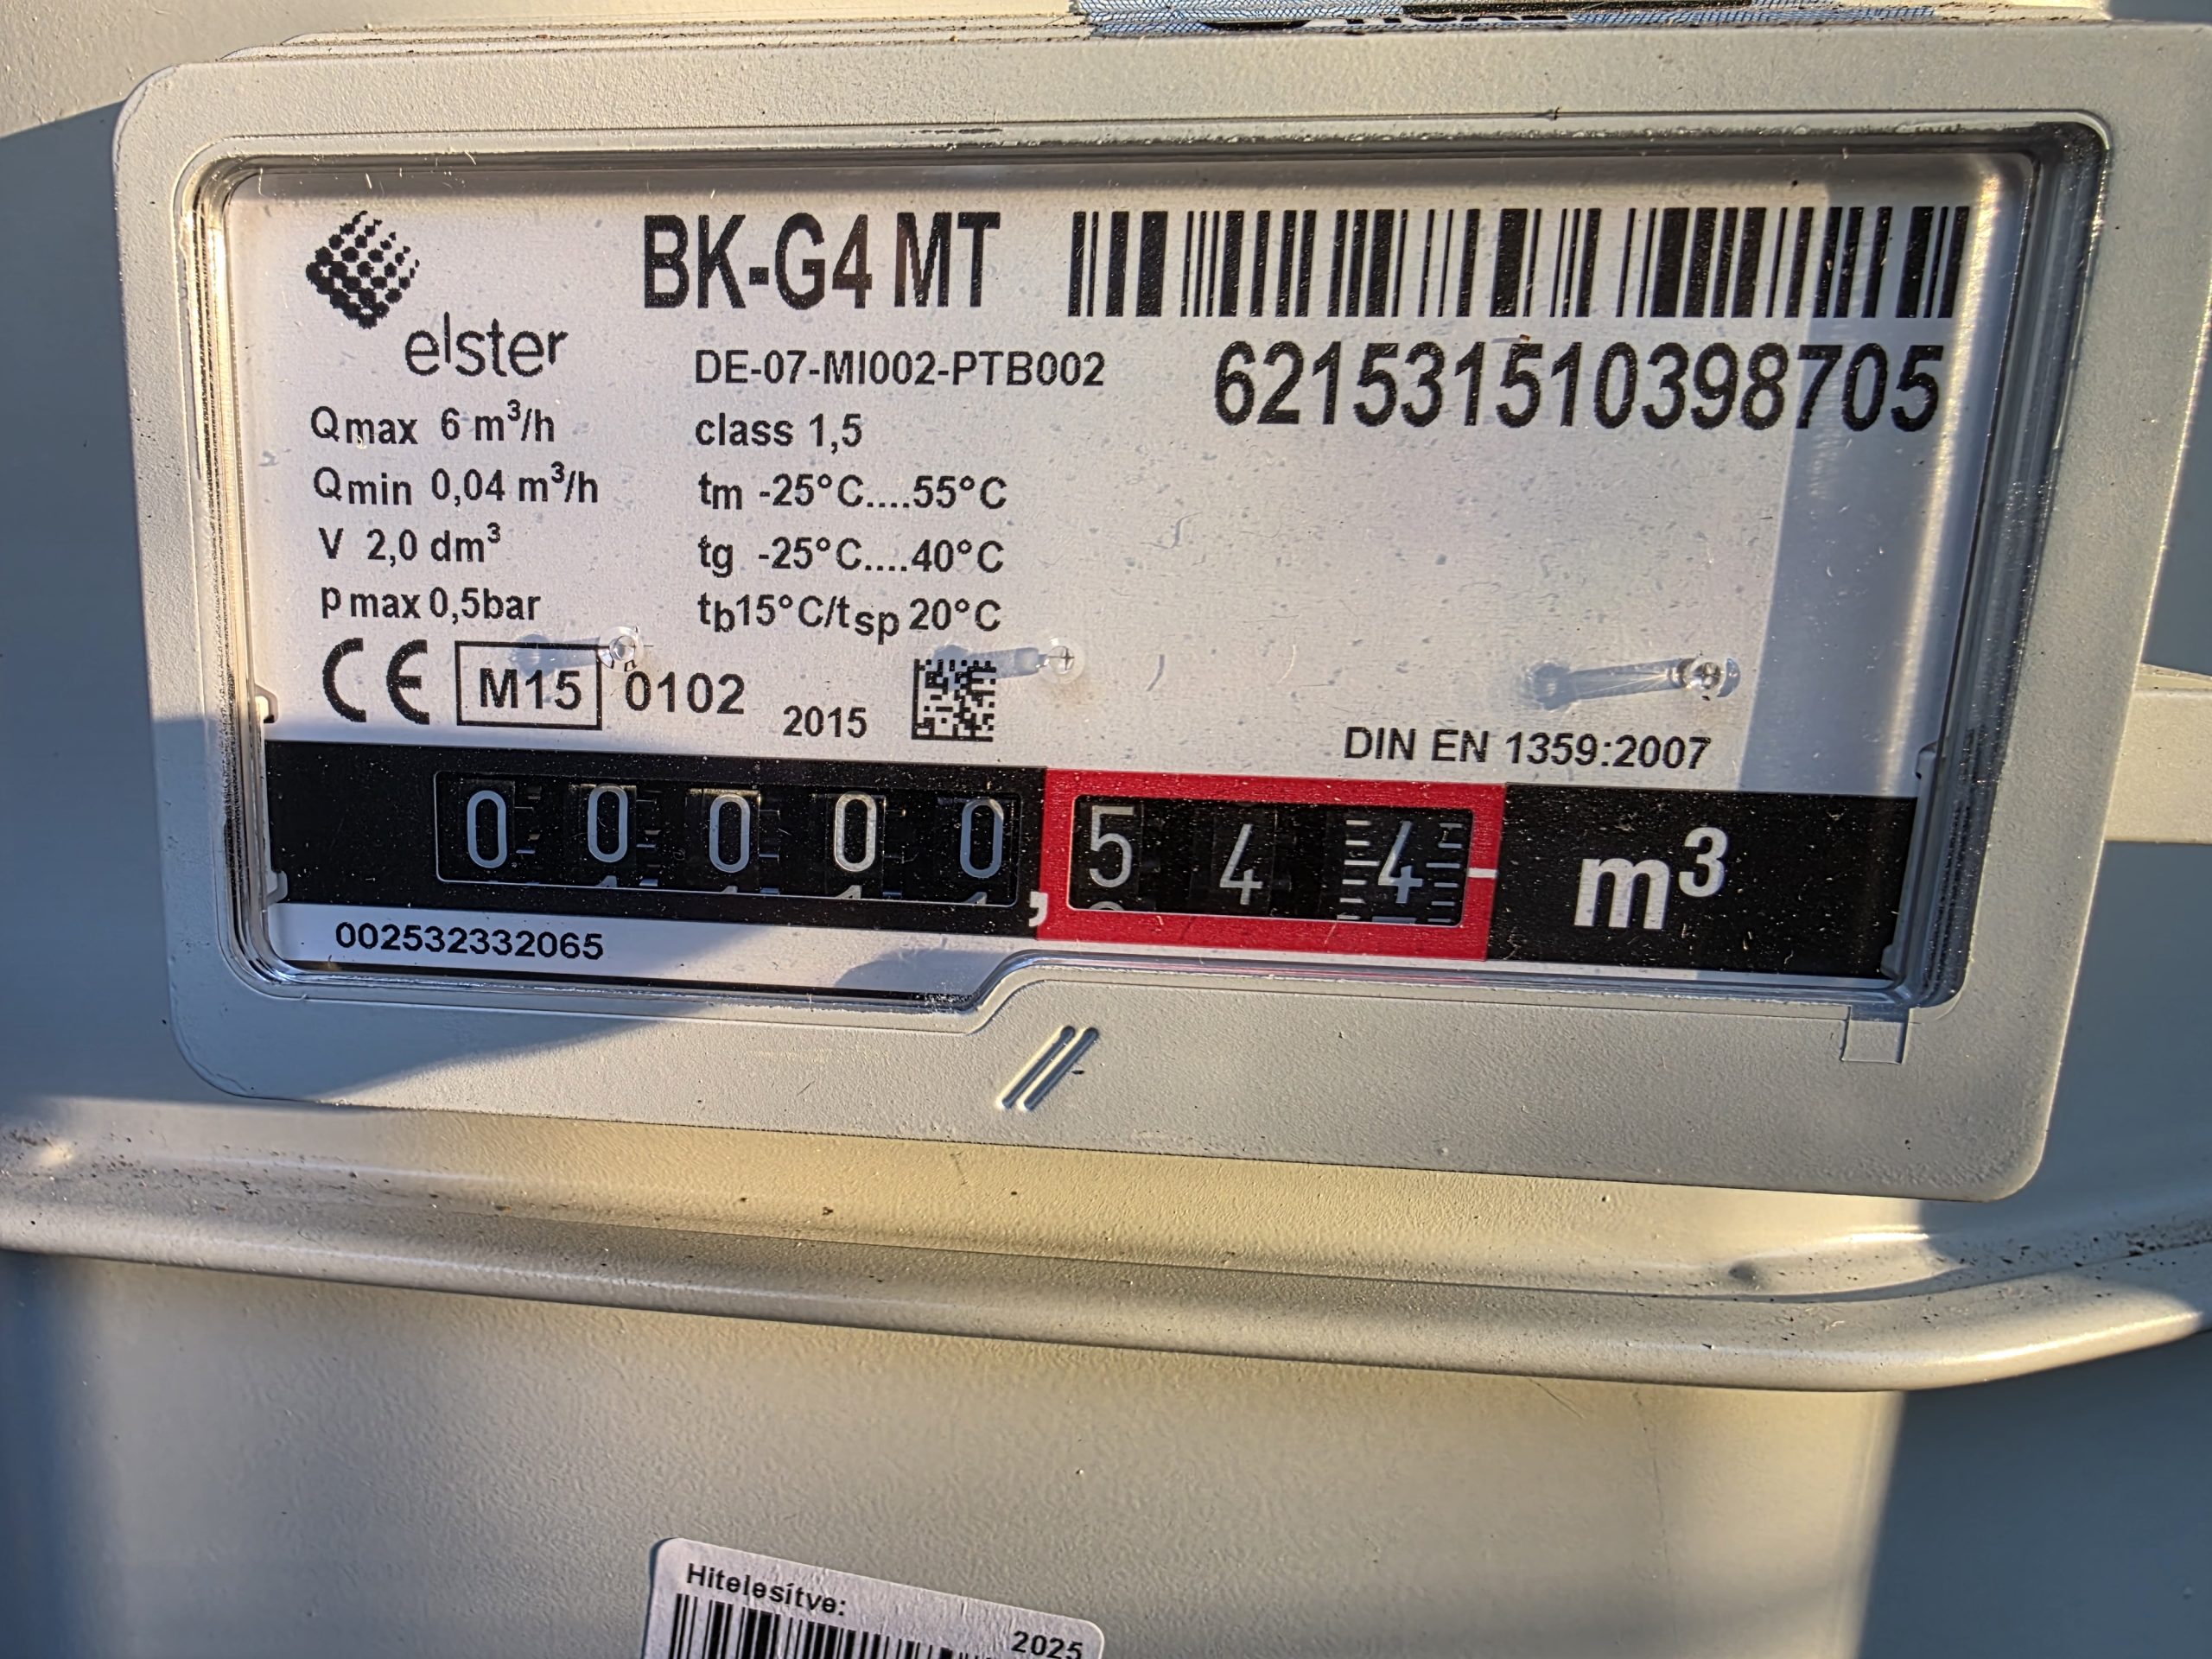 elster
BK-G4 MT
DE-07-MI002-PTB002
621531510398705
Qmax 6 m³/h
class 1,5
Qmin 0,04 m³/h
tm -25°C....55°C
V 2,0 dm³
tg -25°C....40°C
pmax 0,5bar
tb15°C/tsp 20°C
CE M15 0102 2015
DIN EN 1359:2007
00000,544 m³
002532332065
Hitelesítve:
2025